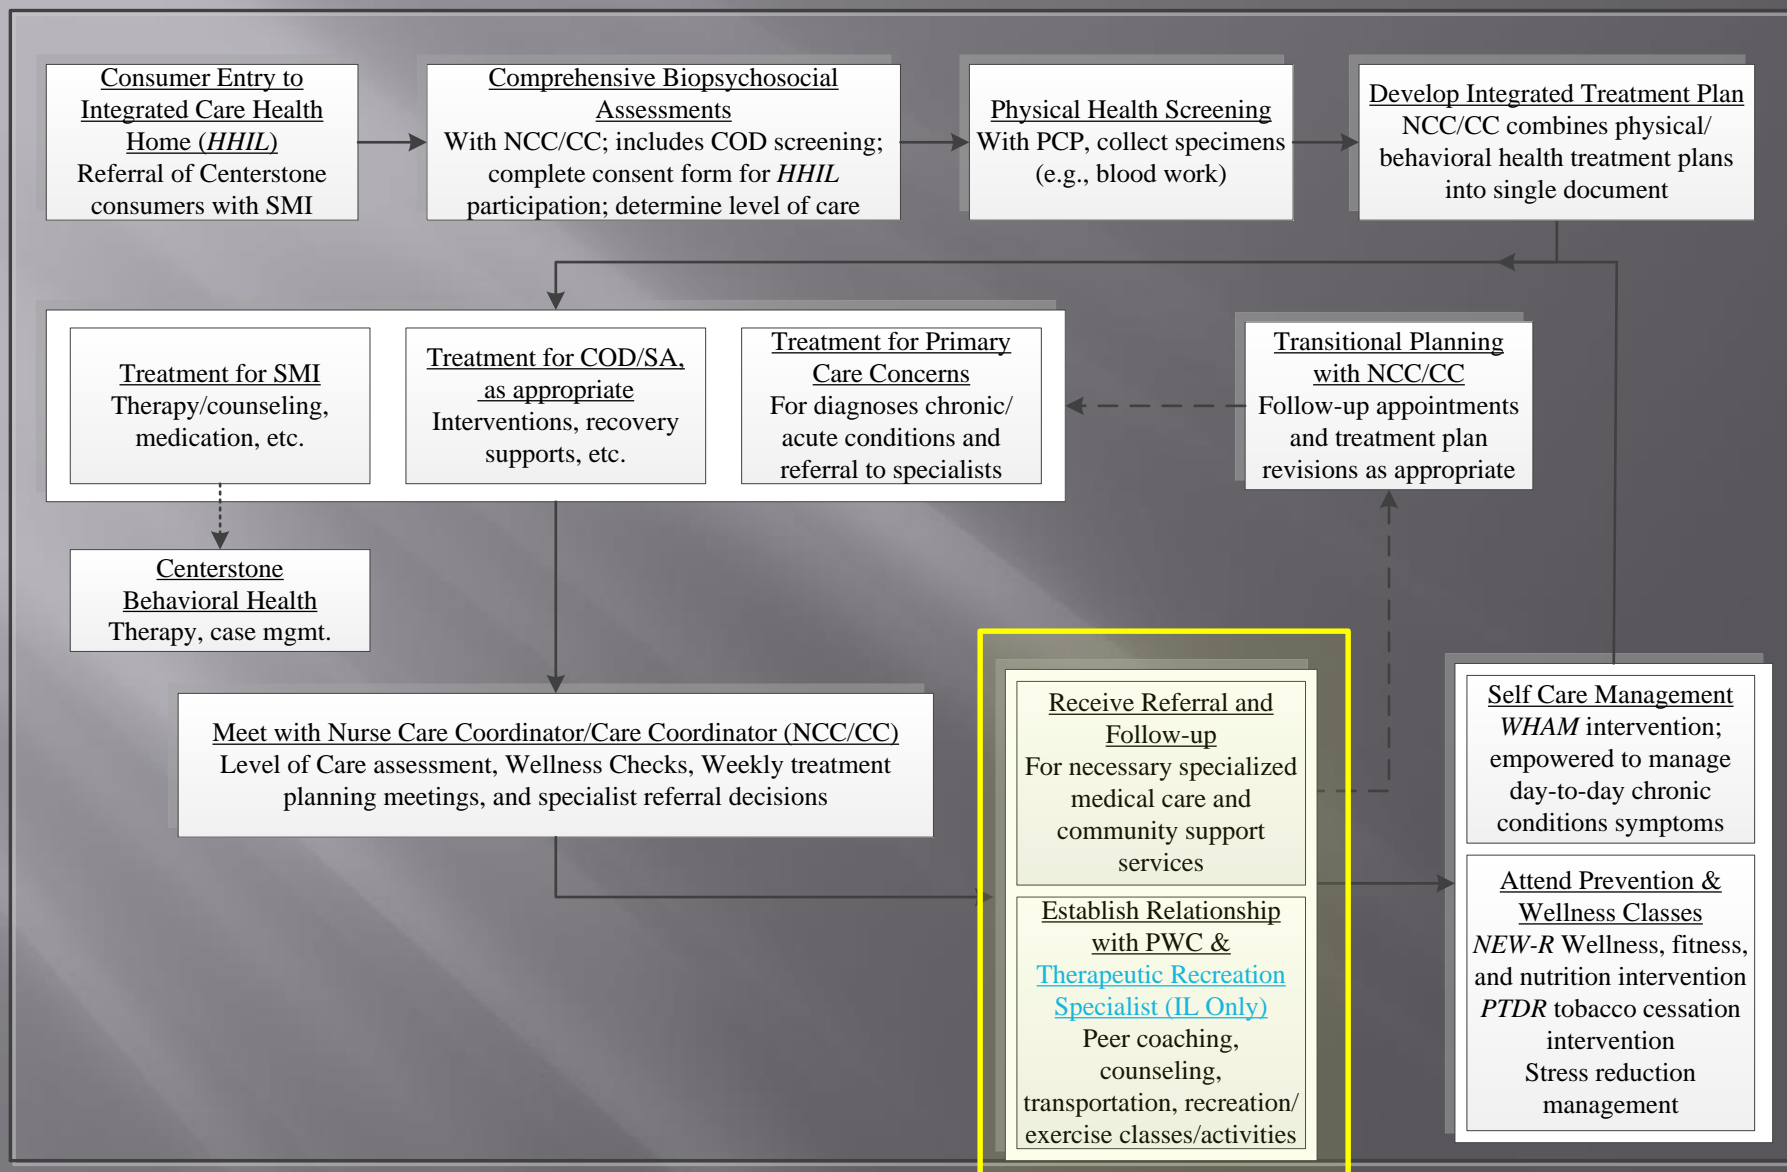 Consumer Entry to
Integrated Care Health
Home (HHIL)
Referral of Centerstone
consumers with SMI
Comprehensive Biopsychosocial
Assessments
With NCC/CC; includes COD screening;
complete consent form for HHIL
participation; determine level of care
Physical Health Screening
With PCP, collect specimens
(e.g., blood work)
Develop Integrated Treatment Plan
NCC/CC combines physical/
behavioral health treatment plans
into single document
Treatment for SMI
Therapy/counseling,
medication, etc.
Treatment for COD/SA,
as appropriate
Interventions, recovery
supports, etc.
Treatment for Primary
Care Concerns
For diagnoses chronic/
acute conditions and
referral to specialists
Transitional Planning
with NCC/CC
Follow-up appointments
and treatment plan
revisions as appropriate
Centerstone
Behavioral Health
Therapy, case mgmt.
Meet with Nurse Care Coordinator/Care Coordinator (NCC/CC)
Level of Care assessment, Wellness Checks, Weekly treatment
planning meetings, and specialist referral decisions
Receive Referral and
Follow-up
For necessary specialized
medical care and
community support
services
Establish Relationship
with PWC &
Therapeutic Recreation
Specialist (IL Only)
Peer coaching,
counseling,
transportation, recreation/
exercise classes/activities
Self Care Management
WHAM intervention;
empowered to manage
day-to-day chronic
conditions symptoms
Attend Prevention &
Wellness Classes
NEW-R Wellness, fitness,
and nutrition intervention
PTDR tobacco cessation
intervention
Stress reduction
management